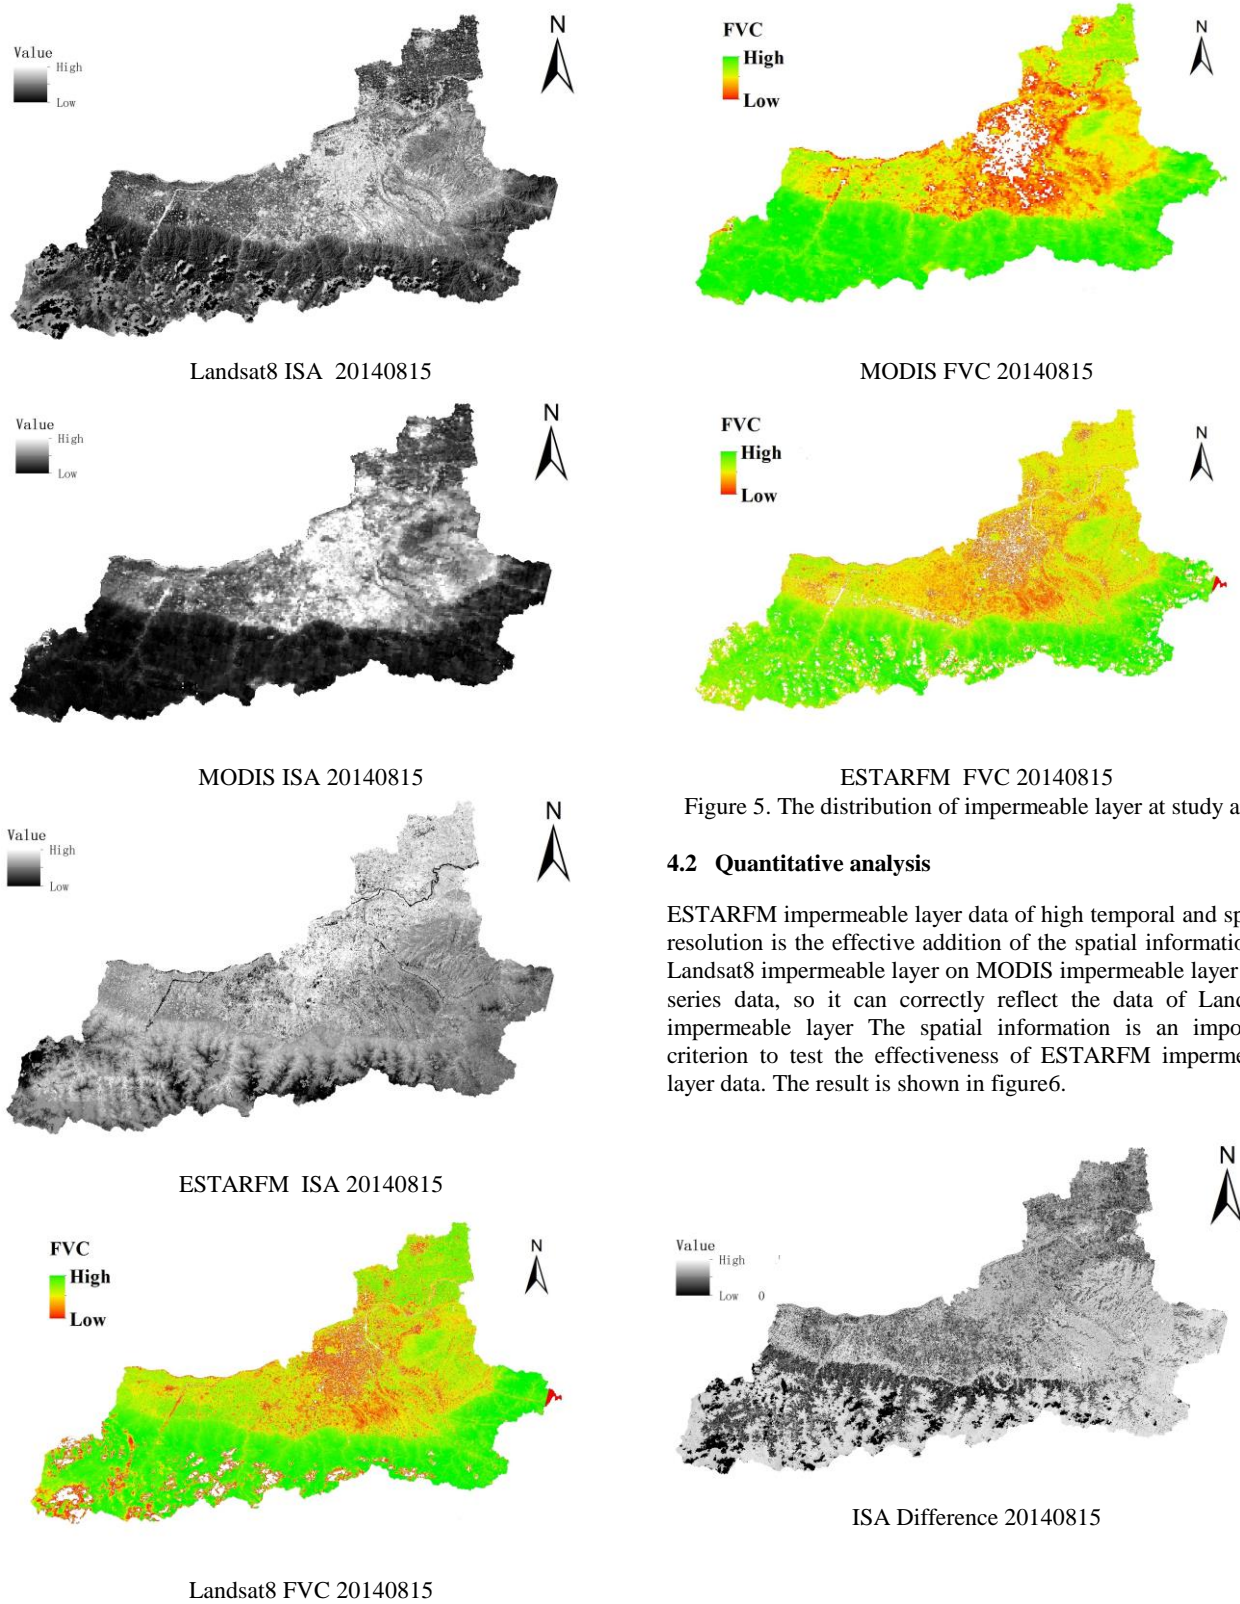 N
Value
High
Low
Landsat8 ISA 20140815
N
Value
High
Low
MODIS ISA 20140815
N
Value
High
Low
ESTARFM ISA 20140815
N
FVC
High
Low
Landsat8 FVC 20140815
N
FVC
High
Low
MODIS FVC 20140815
N
FVC
High
Low
ESTARFM FVC 20140815
Figure 5. The distribution of impermeable layer at study a
4.2 Quantitative analysis
ESTARFM impermeable layer data of high temporal and sp
resolution is the effective addition of the spatial informatio
Landsat8 impermeable layer on MODIS impermeable layer
series data, so it can correctly reflect the data of Land
impermeable layer The spatial information is an impo
criterion to test the effectiveness of ESTARFM imperme
layer data. The result is shown in figure6.
N
Value
High
Low 0
ISA Difference 20140815